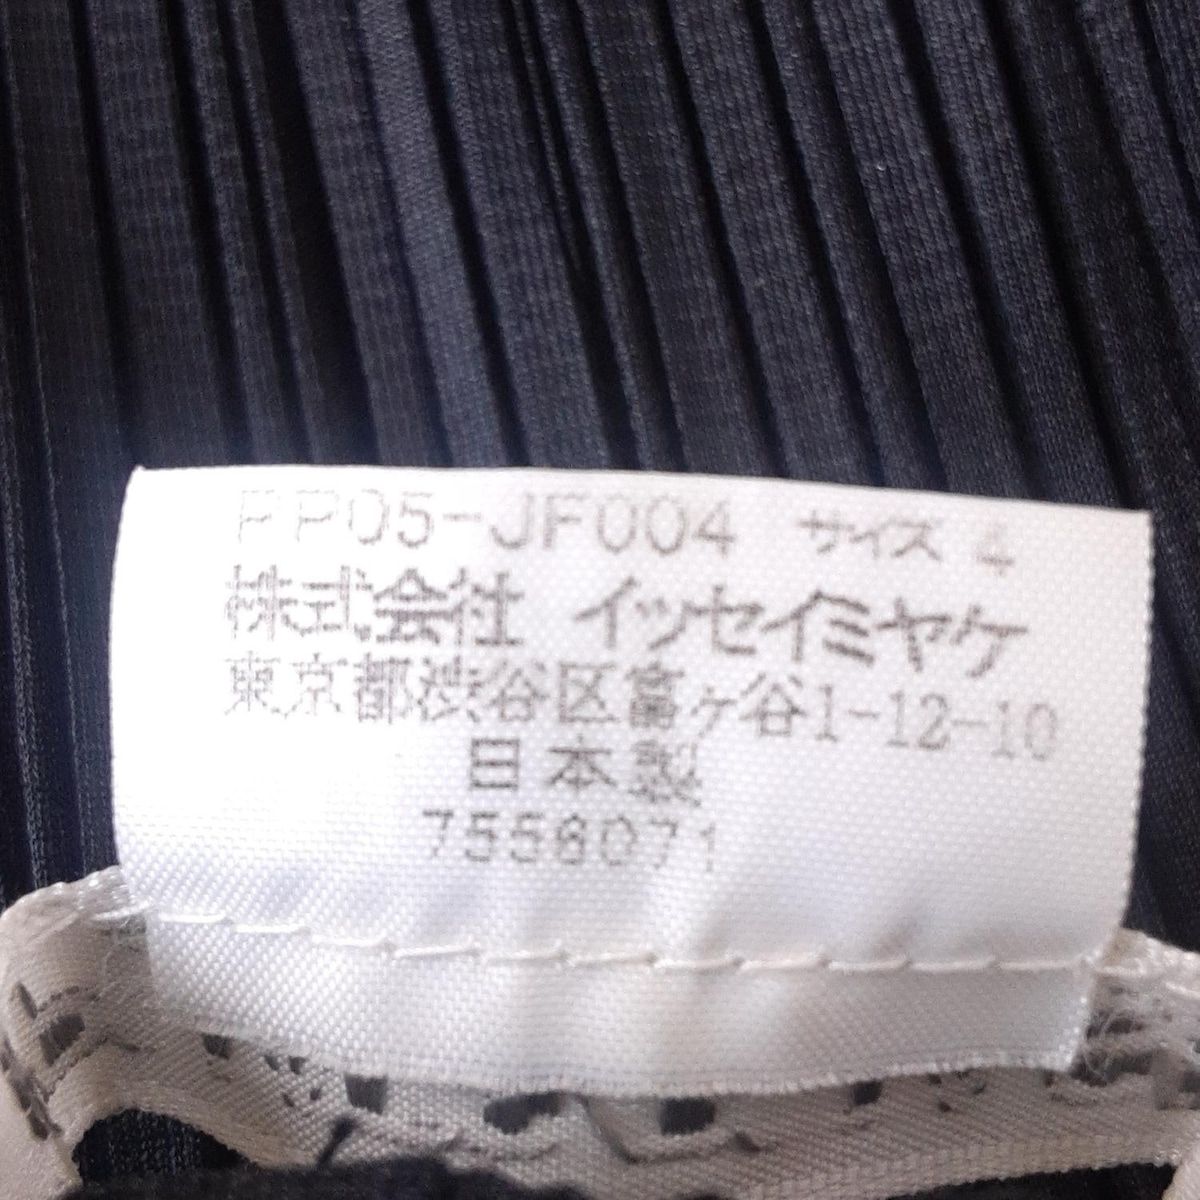 PP05-JF004 サイズ 4
株式会社 イッセイミヤケ
東京都渋谷区富ヶ谷1-12-10
日本製
7556071